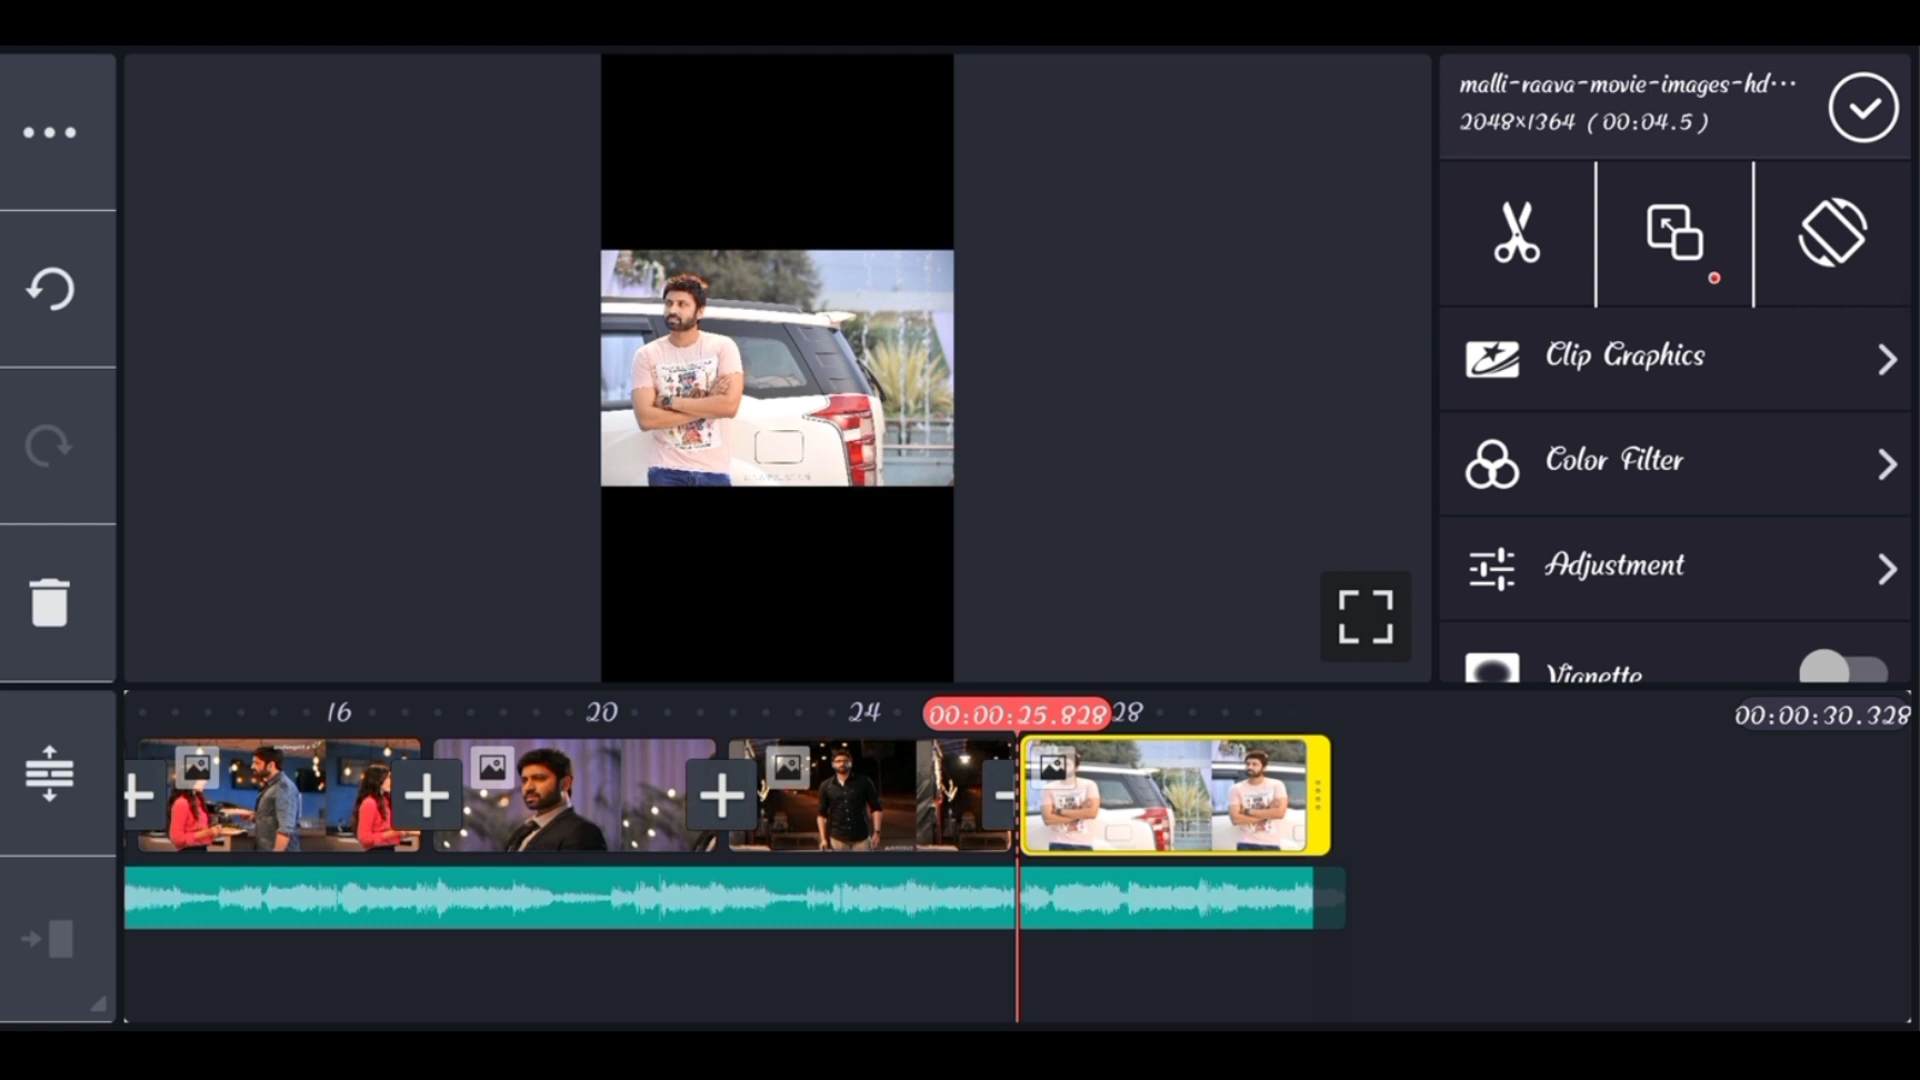 malli-raava-movie-images-hd...
2048×1364 (00:04.5)
Clip Graphics
Color Filter
Adjustment
Vignette
16
20
24
00:00:25.828
28
00:00:30.328